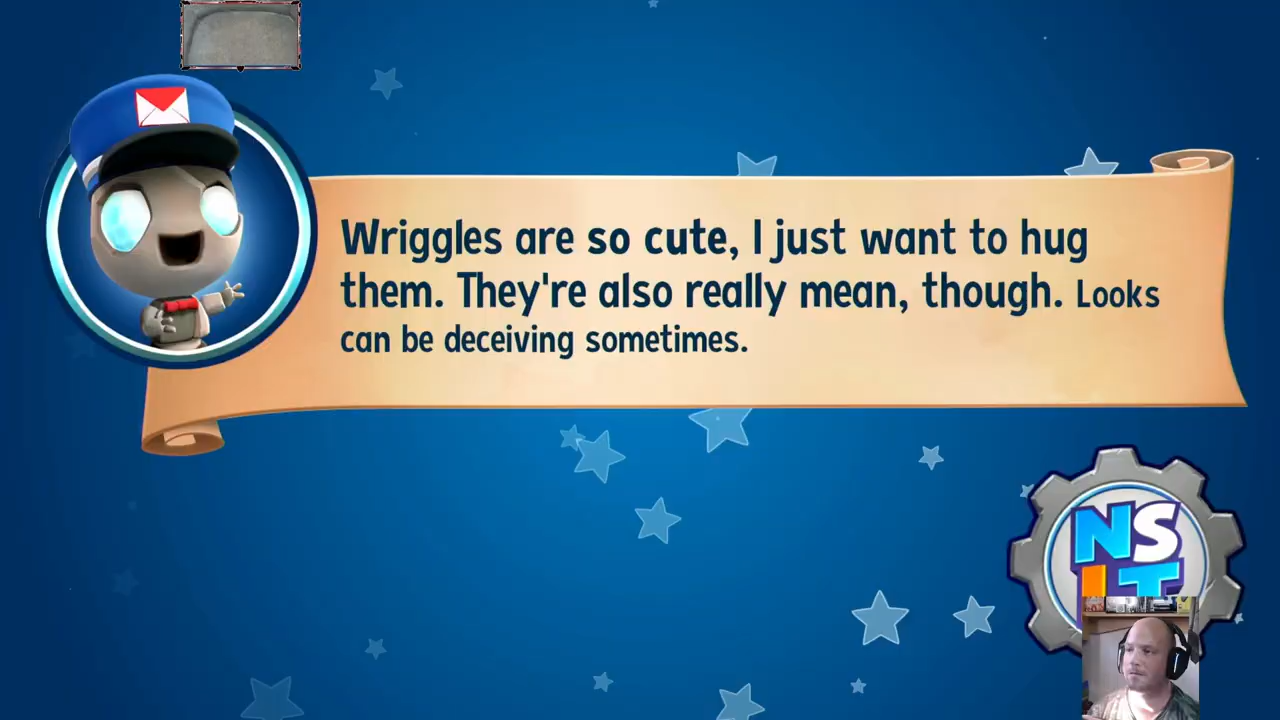 Wriggles are so cute, I just want to hug
them. They're also really mean, though. Looks
can be deceiving sometimes.
NS
LT